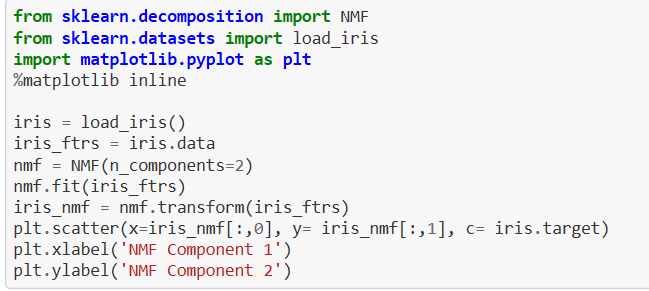 from sklearn.decomposition import NMF
from sklearn.datasets import load_iris
import matplotlib.pyplot as plt
%matplotlib inline
iris = load_iris()
iris_ftrs = iris.data
nmf = NMF(n_components=2)
nmf.fit(iris_ftrs)
iris_nmf = nmf.transform(iris_ftrs)
plt.scatter(x=iris_nmf[:,0], y= iris_nmf[:,1], c= iris.target)
plt.xlabel('NMF Component 1')
plt.ylabel('NMF Component 2')